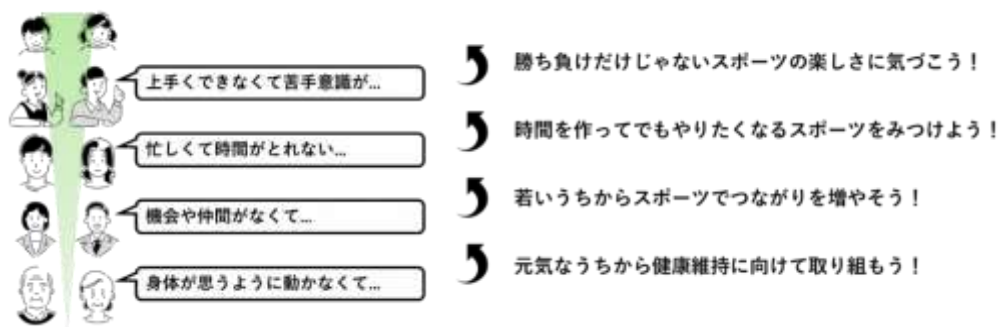 上手くできなくて苦手意識が...
勝ち負けだけじゃないスポーツの楽しさに気づこう！
忙しくて時間がとれない...
時間を作ってでもやりたくなるスポーツをみつけよう！
機会や仲間がなくて...
若いうちからスポーツでつながりを増やそう！
身体が思うように動かなくて...
元気なうちから健康維持に向けて取り組もう！